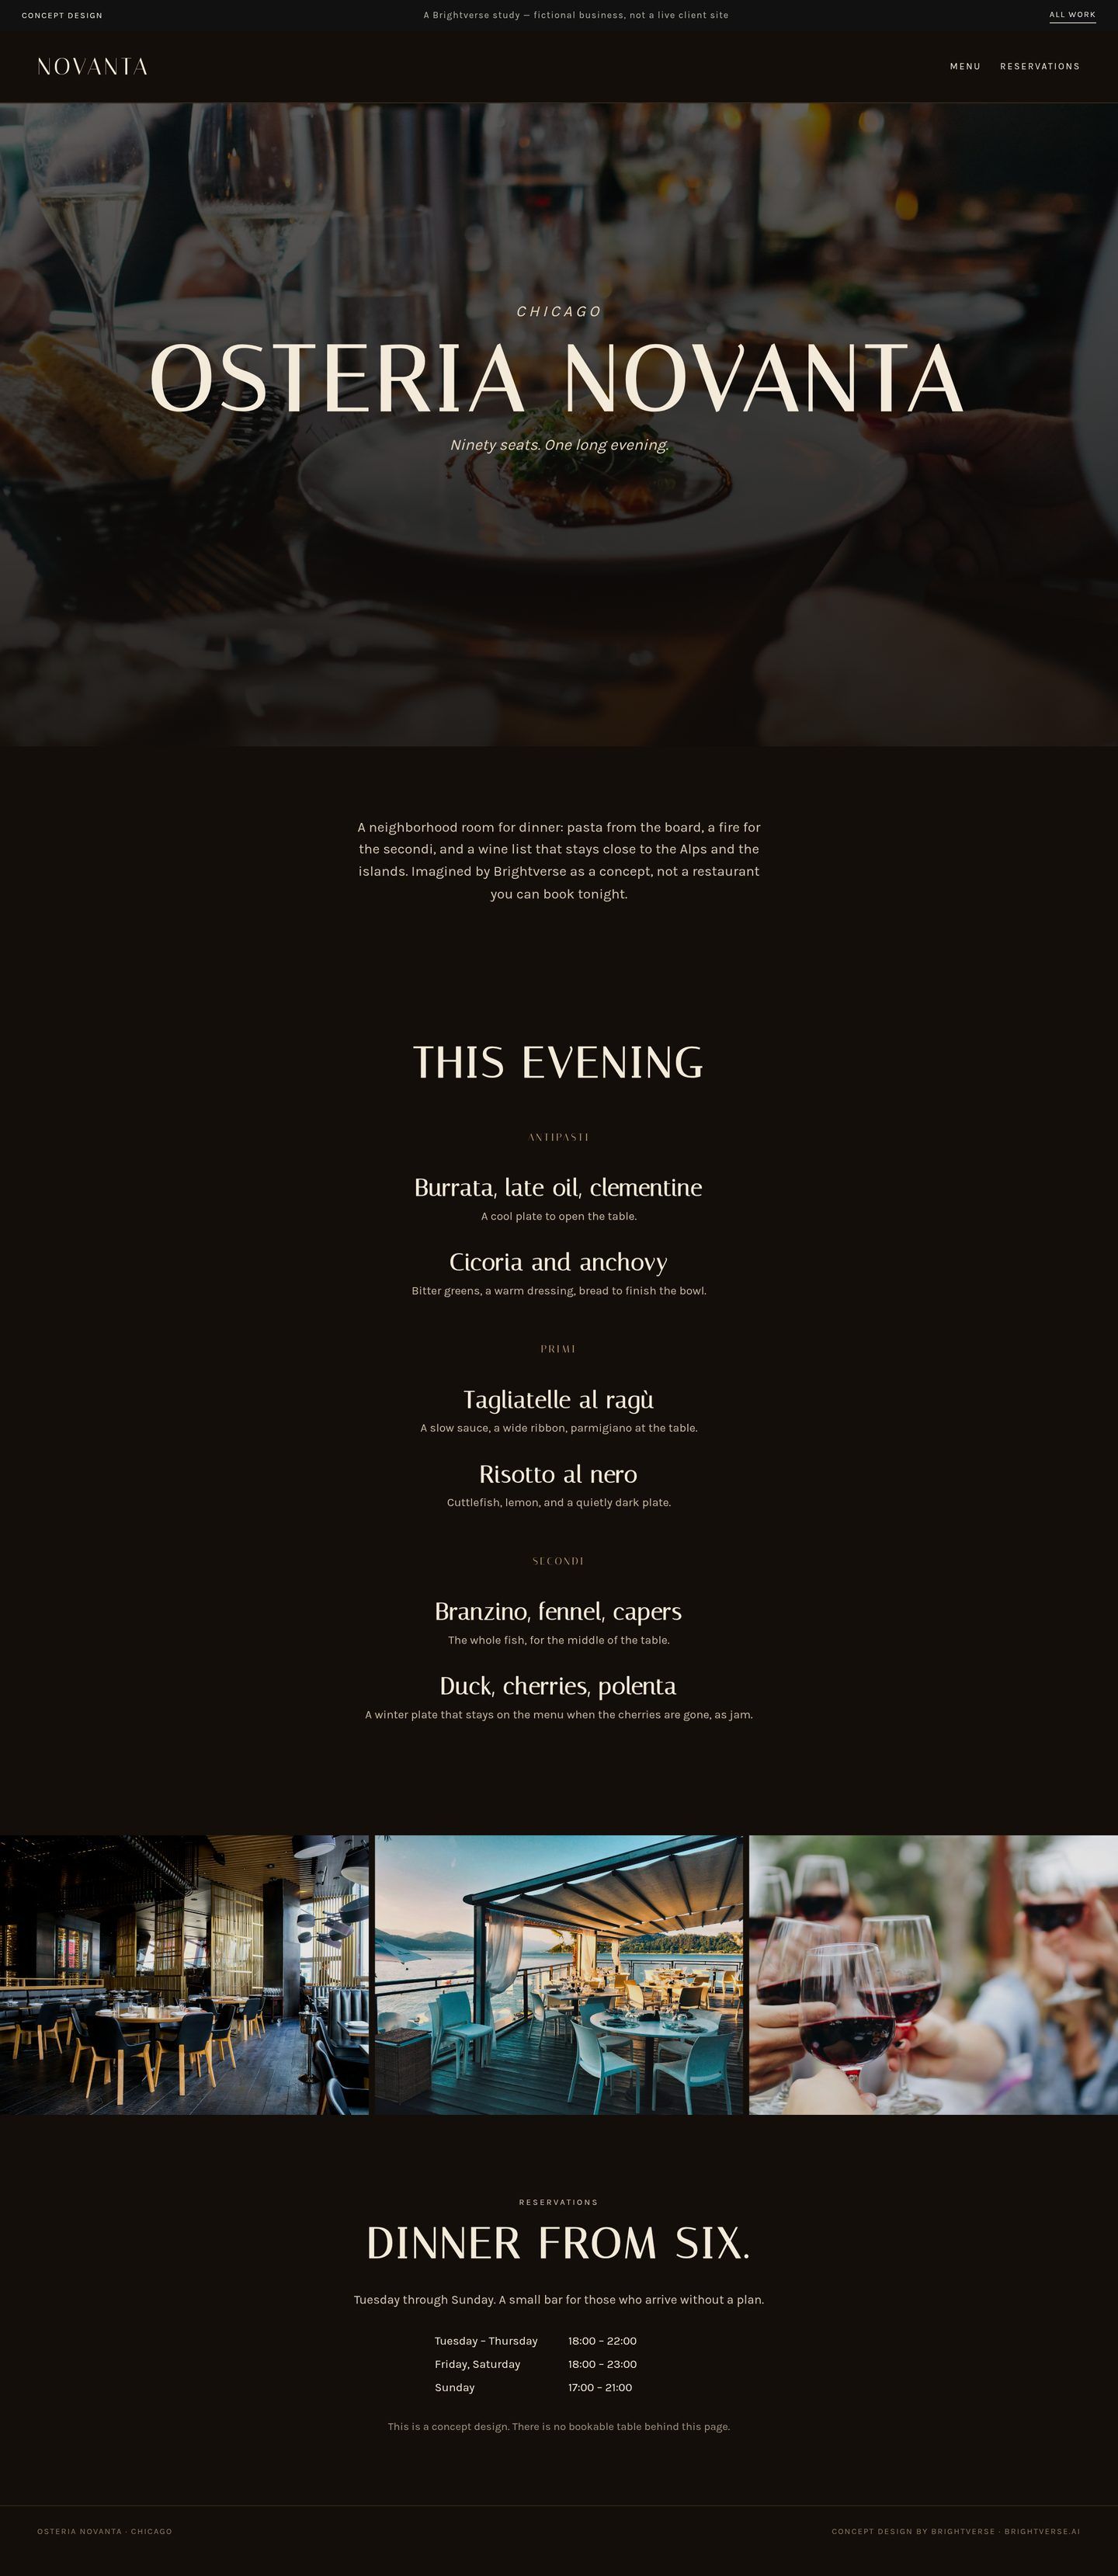 CONCEPT DESIGN
A Brightverse study — fictional business, not a live client site
ALL WORK
NOVANTA
MENU
RESERVATIONS
CHICAGO
OSTERIA NOVANTA
Ninety seats. One long evening.
A neighborhood room for dinner: pasta from the board, a fire for
the secondi, and a wine list that stays close to the Alps and the
islands. Imagined by Brightverse as a concept, not a restaurant
you can book tonight.
THIS EVENING
ANTIPASTI
Burrata, late oil, clementine
A cool plate to open the table.
Cicoria and anchovy
Bitter greens, a warm dressing, bread to finish the bowl.
PRIMI
Tagliatelle al ragù
A slow sauce, a wide ribbon, parmigiano at the table.
Risotto al nero
Cuttlefish, lemon, and a quietly dark plate.
SECONDI
Branzino, fennel, capers
The whole fish, for the middle of the table.
Duck, cherries, polenta
A winter plate that stays on the menu when the cherries are gone, as jam.
RESERVATIONS
DINNER FROM SIX.
Tuesday through Sunday. A small bar for those who arrive without a plan.
Tuesday – Thursday 18:00 – 22:00
Friday, Saturday 18:00 – 23:00
Sunday 17:00 – 21:00
This is a concept design. There is no bookable table behind this page.
OSTERIA NOVANTA · CHICAGO
CONCEPT DESIGN BY BRIGHTVERSE · BRIGHTVERSE.AI